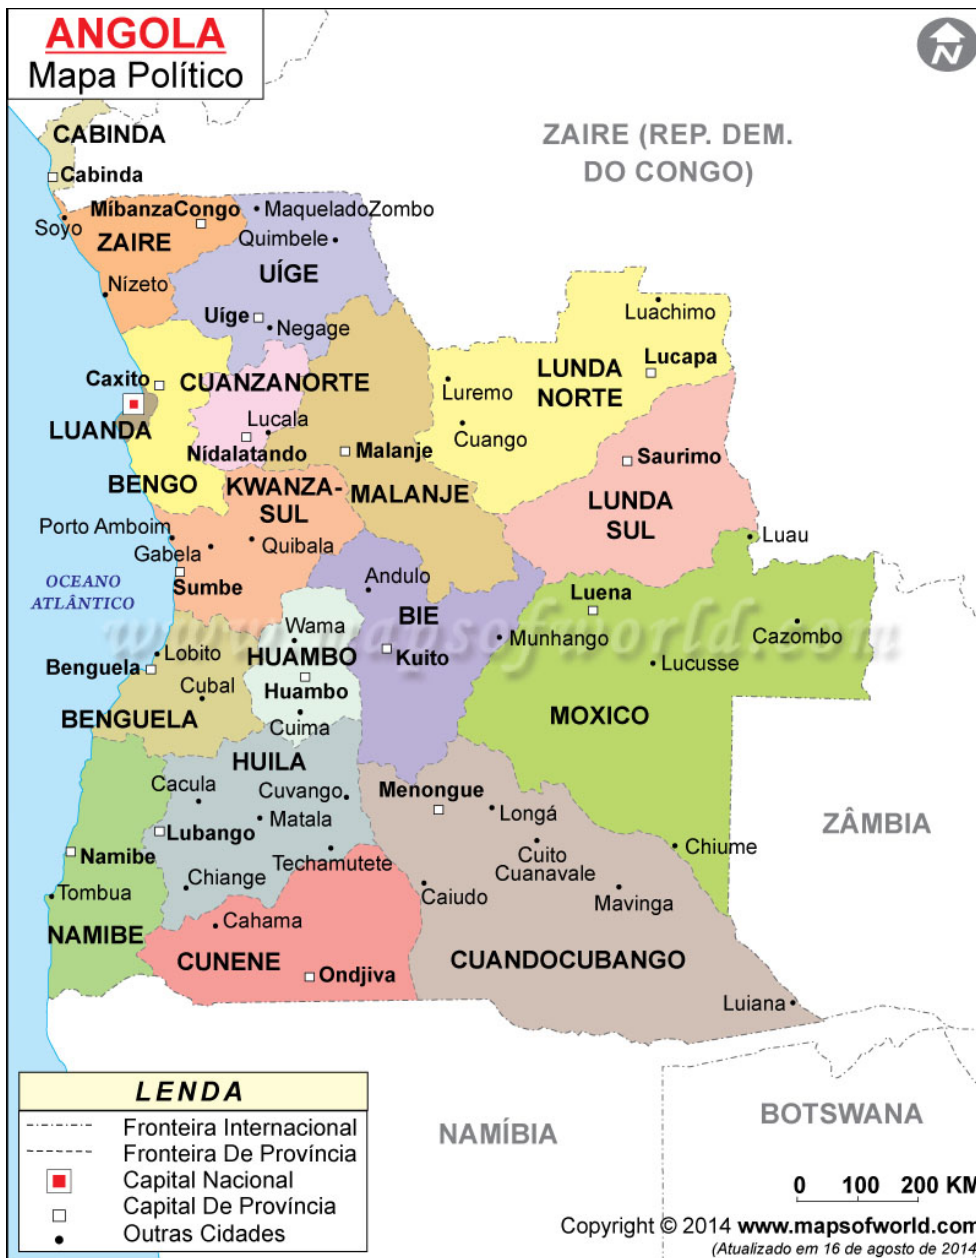 ANGOLA
Mapa Político
N
CABINDA
Cabinda
ZAIRE (REP. DEM.
DO CONGO)
MíbanzaCongo
MaqueladoZombo
Soyo
Quimbele
ZAIRE
UÍGE
Nízeto
Luachimo
Uíge
Negage
Caxito
CUANZANORTE
LUNDA
NORTE
Lucapa
Luremo
LUANDA
Lucala
Cuango
Nídalatando
Malanje
Saurimo
BENGO
KWANZA-
SUL
MALANJE
LUNDA
SUL
Porto Amboim
Gabela
Quibala
Luau
OCEANO
ATLÂNTICO
Sumbe
Andulo
Luena
BIE
www.mapsofworld.com
Wama
Munhango
Cazombo
Lobito
HUAMBO
Kuito
Lucusse
Benguela
Huambo
Cubal
BENGUELA
Cuima
MOXICO
HUILA
Cacula
Cuvango
Menongue
Longá
Lubango
Matala
ZÂMBIA
Namibe
Techamutete
Cuito
Cuanavale
Chiume
Tombua
Chiange
Caiudo
Mavinga
NAMIBE
Cahama
CUNENE
CUANDOCUBANGO
Ondjiva
Luiana
LENDA
Fronteira Internacional
Fronteira De Província
Capital Nacional
Capital De Província
Outras Cidades
NAMÍBIA
BOTSWANA
0 100 200 KM
Copyright © 2014 www.mapsofworld.com
(Atualizado em 16 de agosto de 2014)